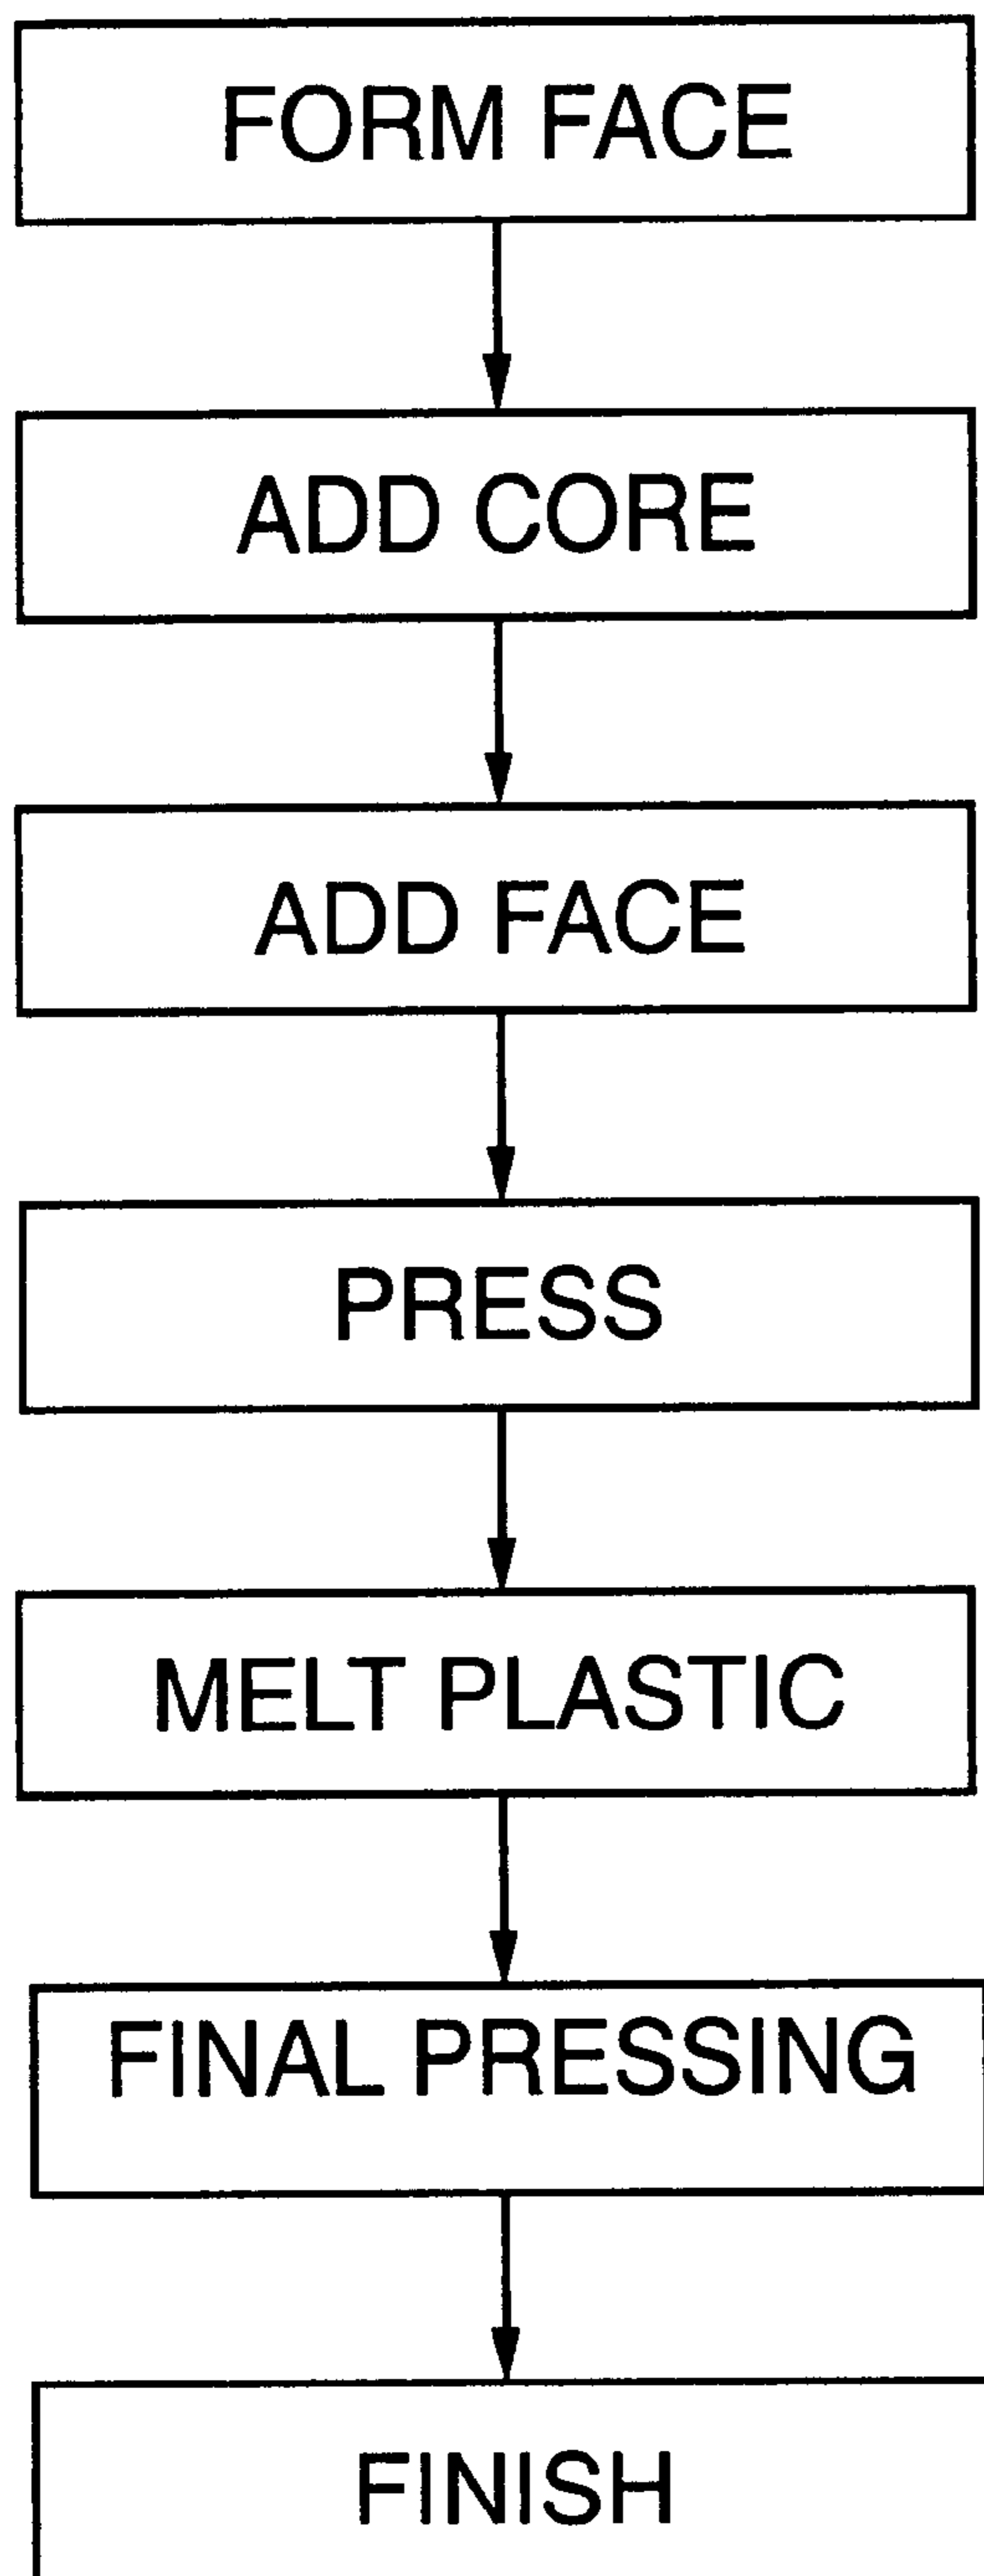 FORM FACE
ADD CORE
ADD FACE
PRESS
MELT PLASTIC
FINAL PRESSING
FINISH